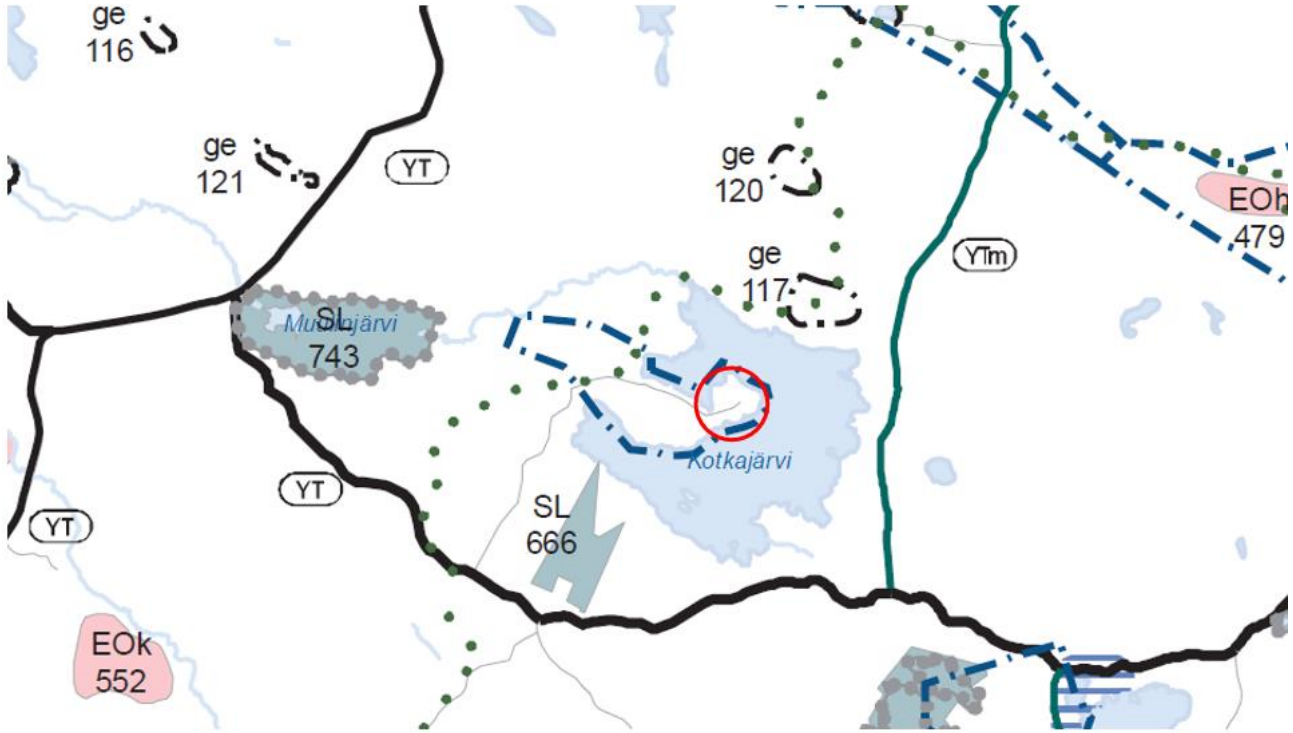 ge
116
ge
121
YT
ge
120
ge
117
YTm
EOh
479
SL
743
Kotkajärvi
YT
SL
666
YT
EOk
552